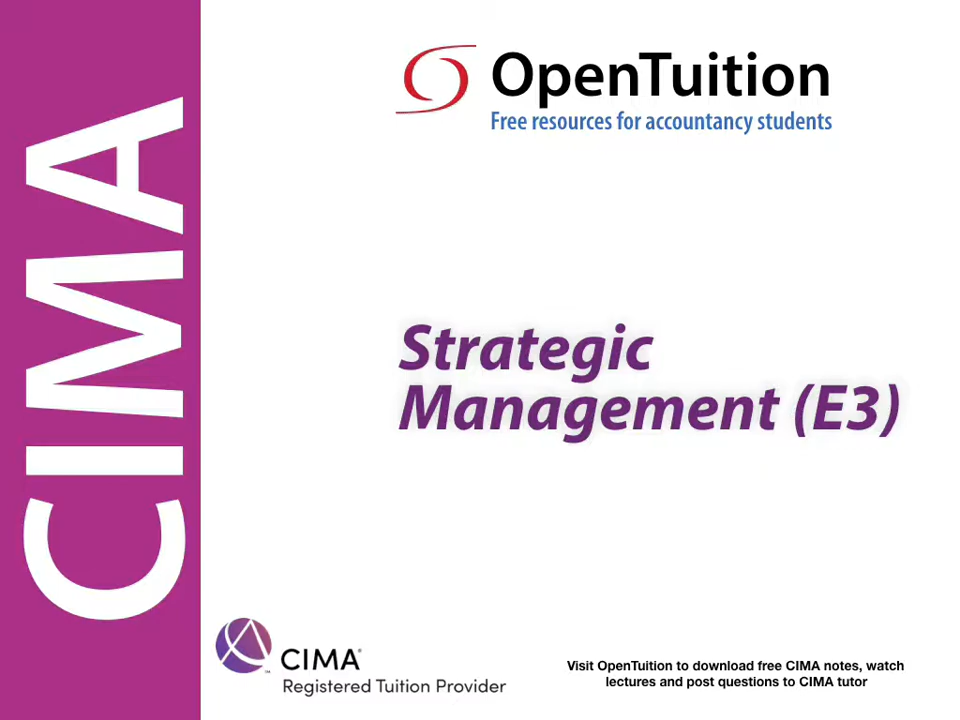 CIMA
OpenTuition
Free resources for accountancy students
Strategic
Management (E3)
CIMA®
Registered Tuition Provider
Visit OpenTuition to download free CIMA notes, watch
lectures and post questions to CIMA tutor